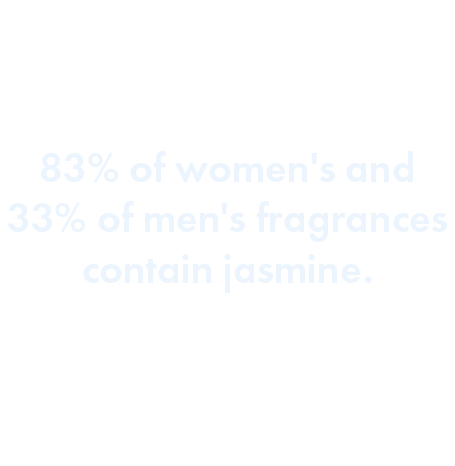 83% of women's and
33% of men's fragrances
contain jasmine.